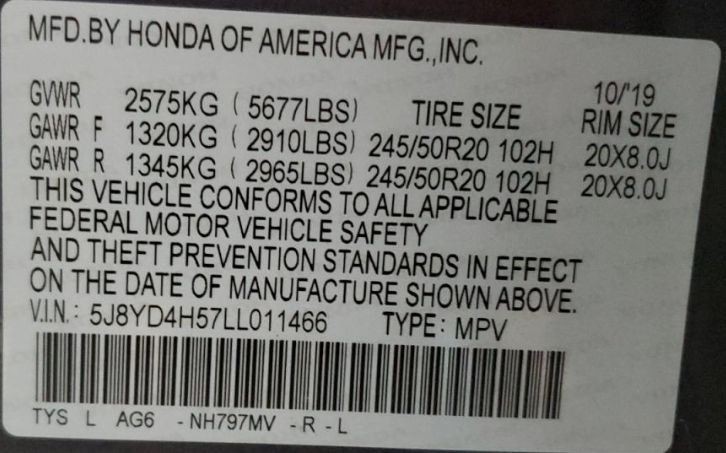 MFD.BY HONDA OF AMERICA MFG.,INC.
10/'19
GVWR 2575KG ( 5677LBS) TIRE SIZE RIM SIZE
GAWR F 1320KG ( 2910LBS) 245/50R20 102H 20X8.0J
GAWR R 1345KG ( 2965LBS) 245/50R20 102H 20X8.0J
THIS VEHICLE CONFORMS TO ALL APPLICABLE
FEDERAL MOTOR VEHICLE SAFETY
AND THEFT PREVENTION STANDARDS IN EFFECT
ON THE DATE OF MANUFACTURE SHOWN ABOVE.
V.I.N.: 5J8YD4H57LL011466 TYPE: MPV
TYS L AG6 - NH797MV - R - L